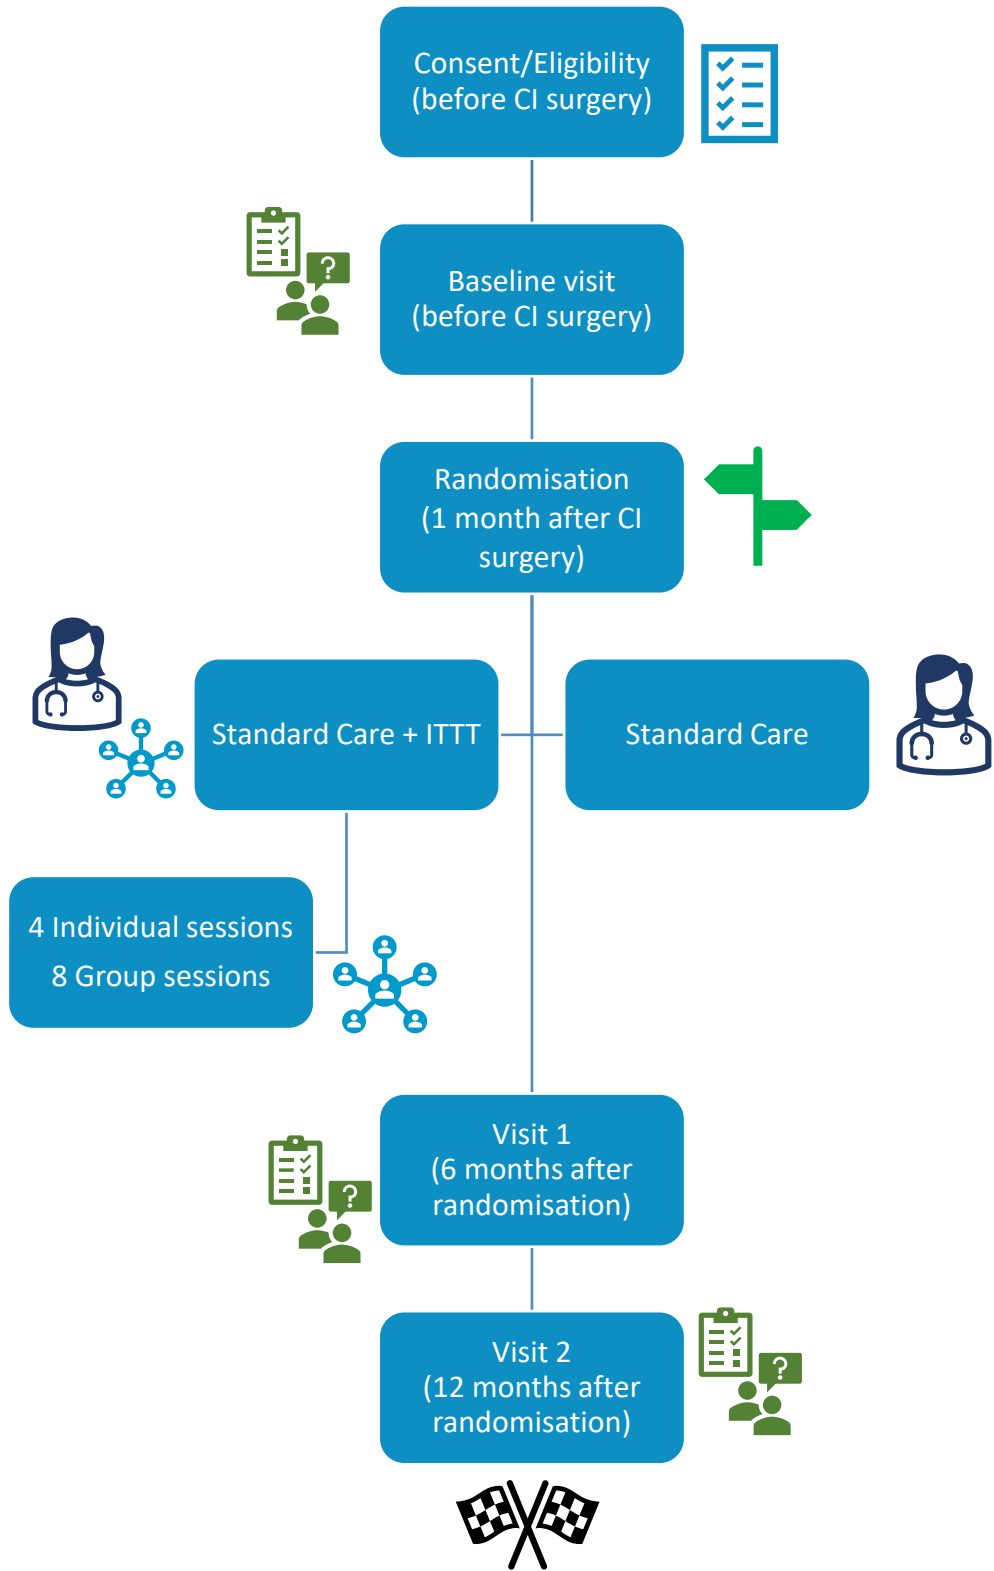 Consent/Eligibility
(before CI surgery)
?
Baseline visit
(before CI surgery)
Randomisation
(1 month after CI
surgery)
Standard Care + ITTT
Standard Care
4 Individual sessions
8 Group sessions
Visit 1
(6 months after
randomisation)
?
Visit 2
(12 months after
randomisation)
?